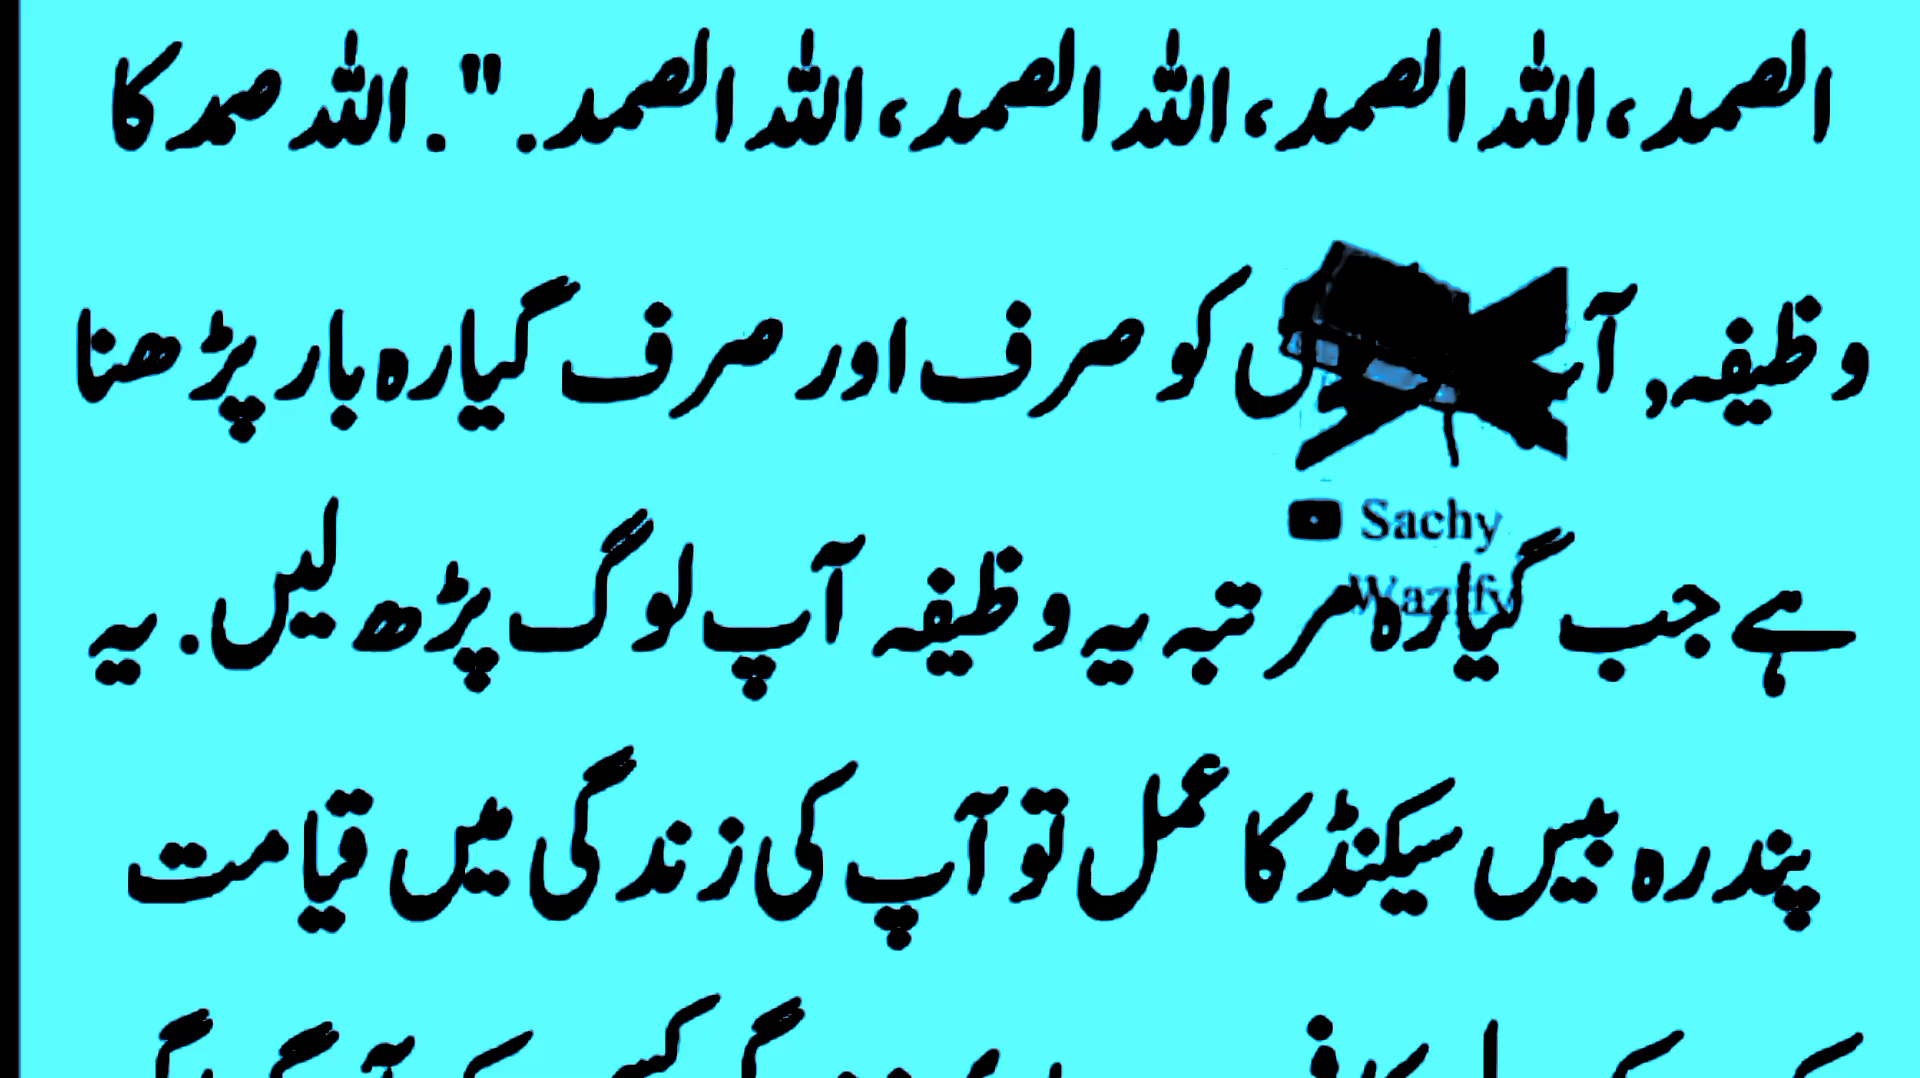 الصمد، اللہ الصمد، اللہ الصمد، اللہ الصمد.". اللہ صمد کا
وظیفہ, کو صرف اور صرف گیارہ بار پڑھنا
Sachy
Wazify
ہے جب گیارہ مرتبہ یہ وظیفہ آپ لوگ پڑھ لیں. یہ
پندرہ بیس سیکنڈ کا عمل تو آپ کی زندگی میں قیامت